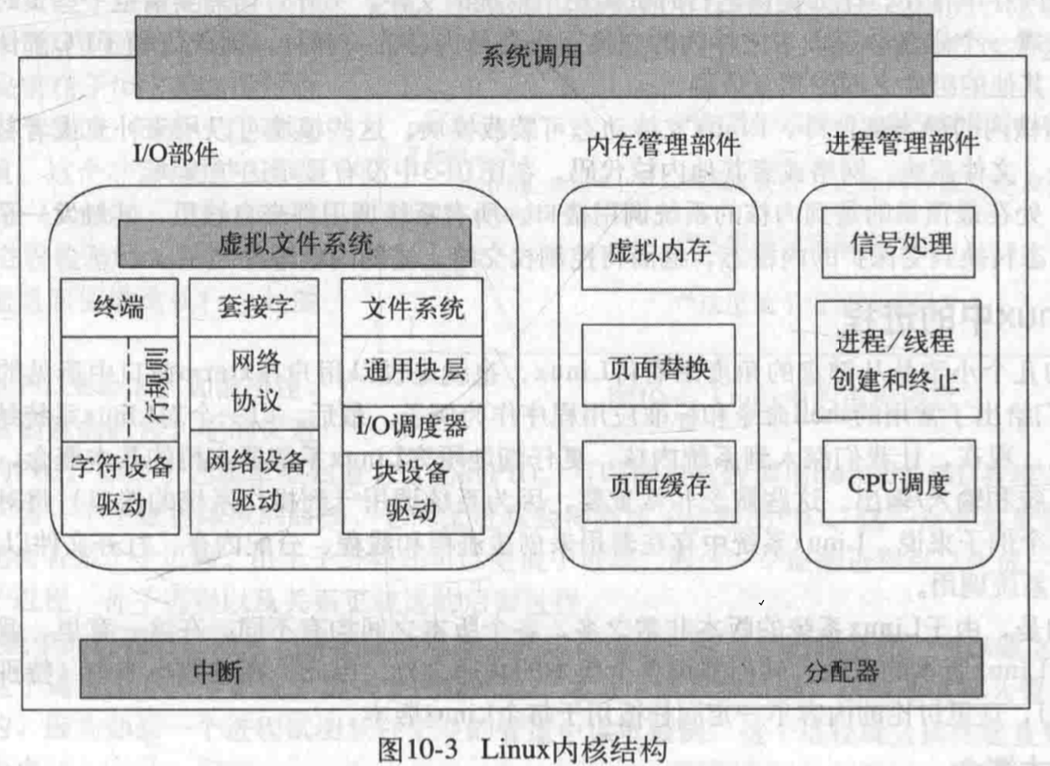 系统调用
I/O部件
内存管理部件
进程管理部件
虚拟文件系统
终端
行规则
字符设备
驱动
套接字
网络
协议
网络设备
驱动
文件系统
通用块层
I/O调度器
块设备
驱动
虚拟内存
页面替换
页面缓存
信号处理
进程/线程
创建和终止
CPU调度
中断
分配器
图10-3 Linux内核结构